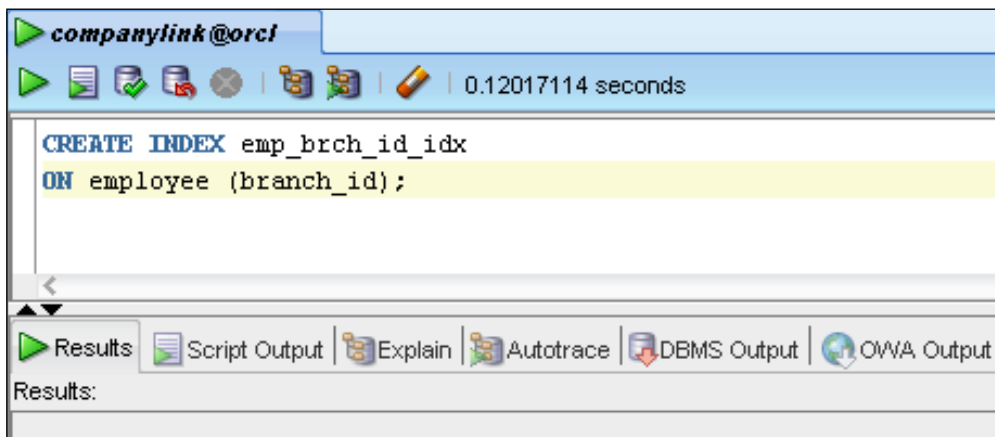 companylink@orcl
0.12017114 seconds
CREATE INDEX emp_brch_id_idx
ON employee (branch_id);
Results Script Output Explain Autotrace DBMS Output OWA Output
Results: